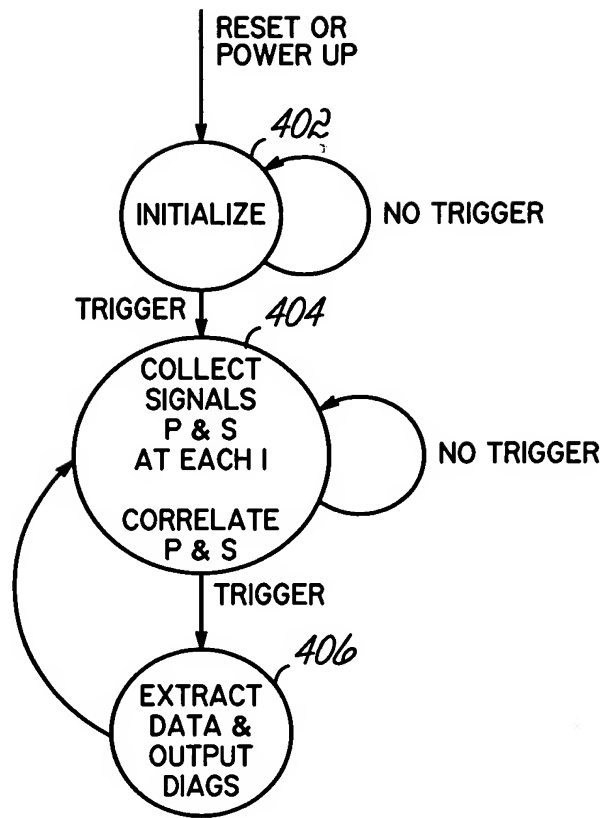 RESET OR
POWER UP
402
INITIALIZE
NO TRIGGER
TRIGGER
404
COLLECT
SIGNALS
P & S
AT EACH I
CORRELATE
P & S
NO TRIGGER
TRIGGER
406
EXTRACT
DATA &
OUTPUT
DIAGS